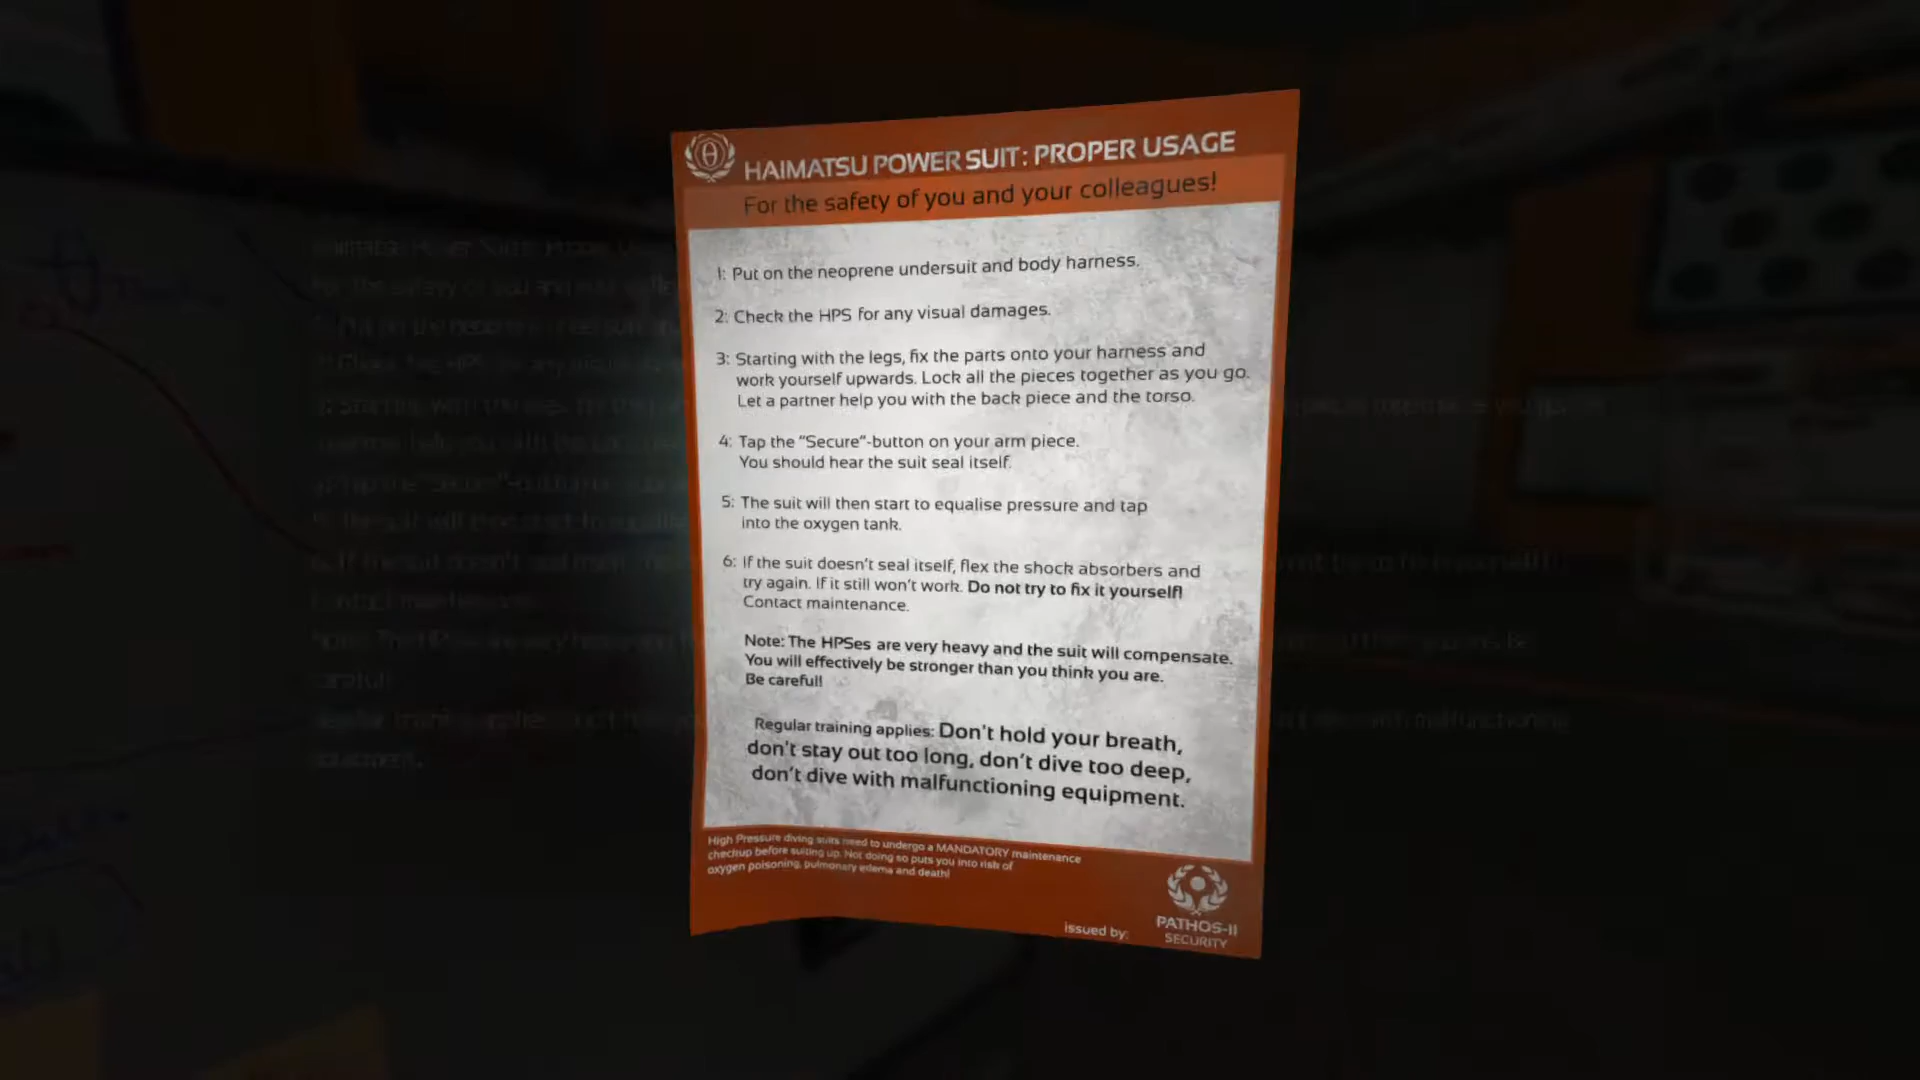 HAIMATSU POWER SUIT: PROPER USAGE
For the safety of you and your colleagues!
1: Put on the neoprene undersuit and body harness.
2: Check the HPS for any visual damages.
3: Starting with the legs, fix the parts onto your harness and
work yourself upwards. Lock all the pieces together as you go.
Let a partner help you with the back piece and the torso.
4: Tap the "Secure"-button on your arm piece.
You should hear the suit seal itself.
5: The suit will then start to equalise pressure and tap
into the oxygen tank.
6: If the suit doesn't seal itself, flex the shock absorbers and
try again. If it still won't work. Do not try to fix it yourself!
Contact maintenance.
Note: The HPSes are very heavy and the suit will compensate.
You will effectively be stronger than you think you are.
Be careful!
Regular training applies: Don't hold your breath,
don't stay out too long, don't dive too deep,
don't dive with malfunctioning equipment.
High Pressure diving suits need to undergo a MANDATORY maintenance
checkup before suiting up. Not doing so puts you into risk of
oxygen poisoning, pulmonary edema and death!
issued by:
PATHOS-II
SECURITY